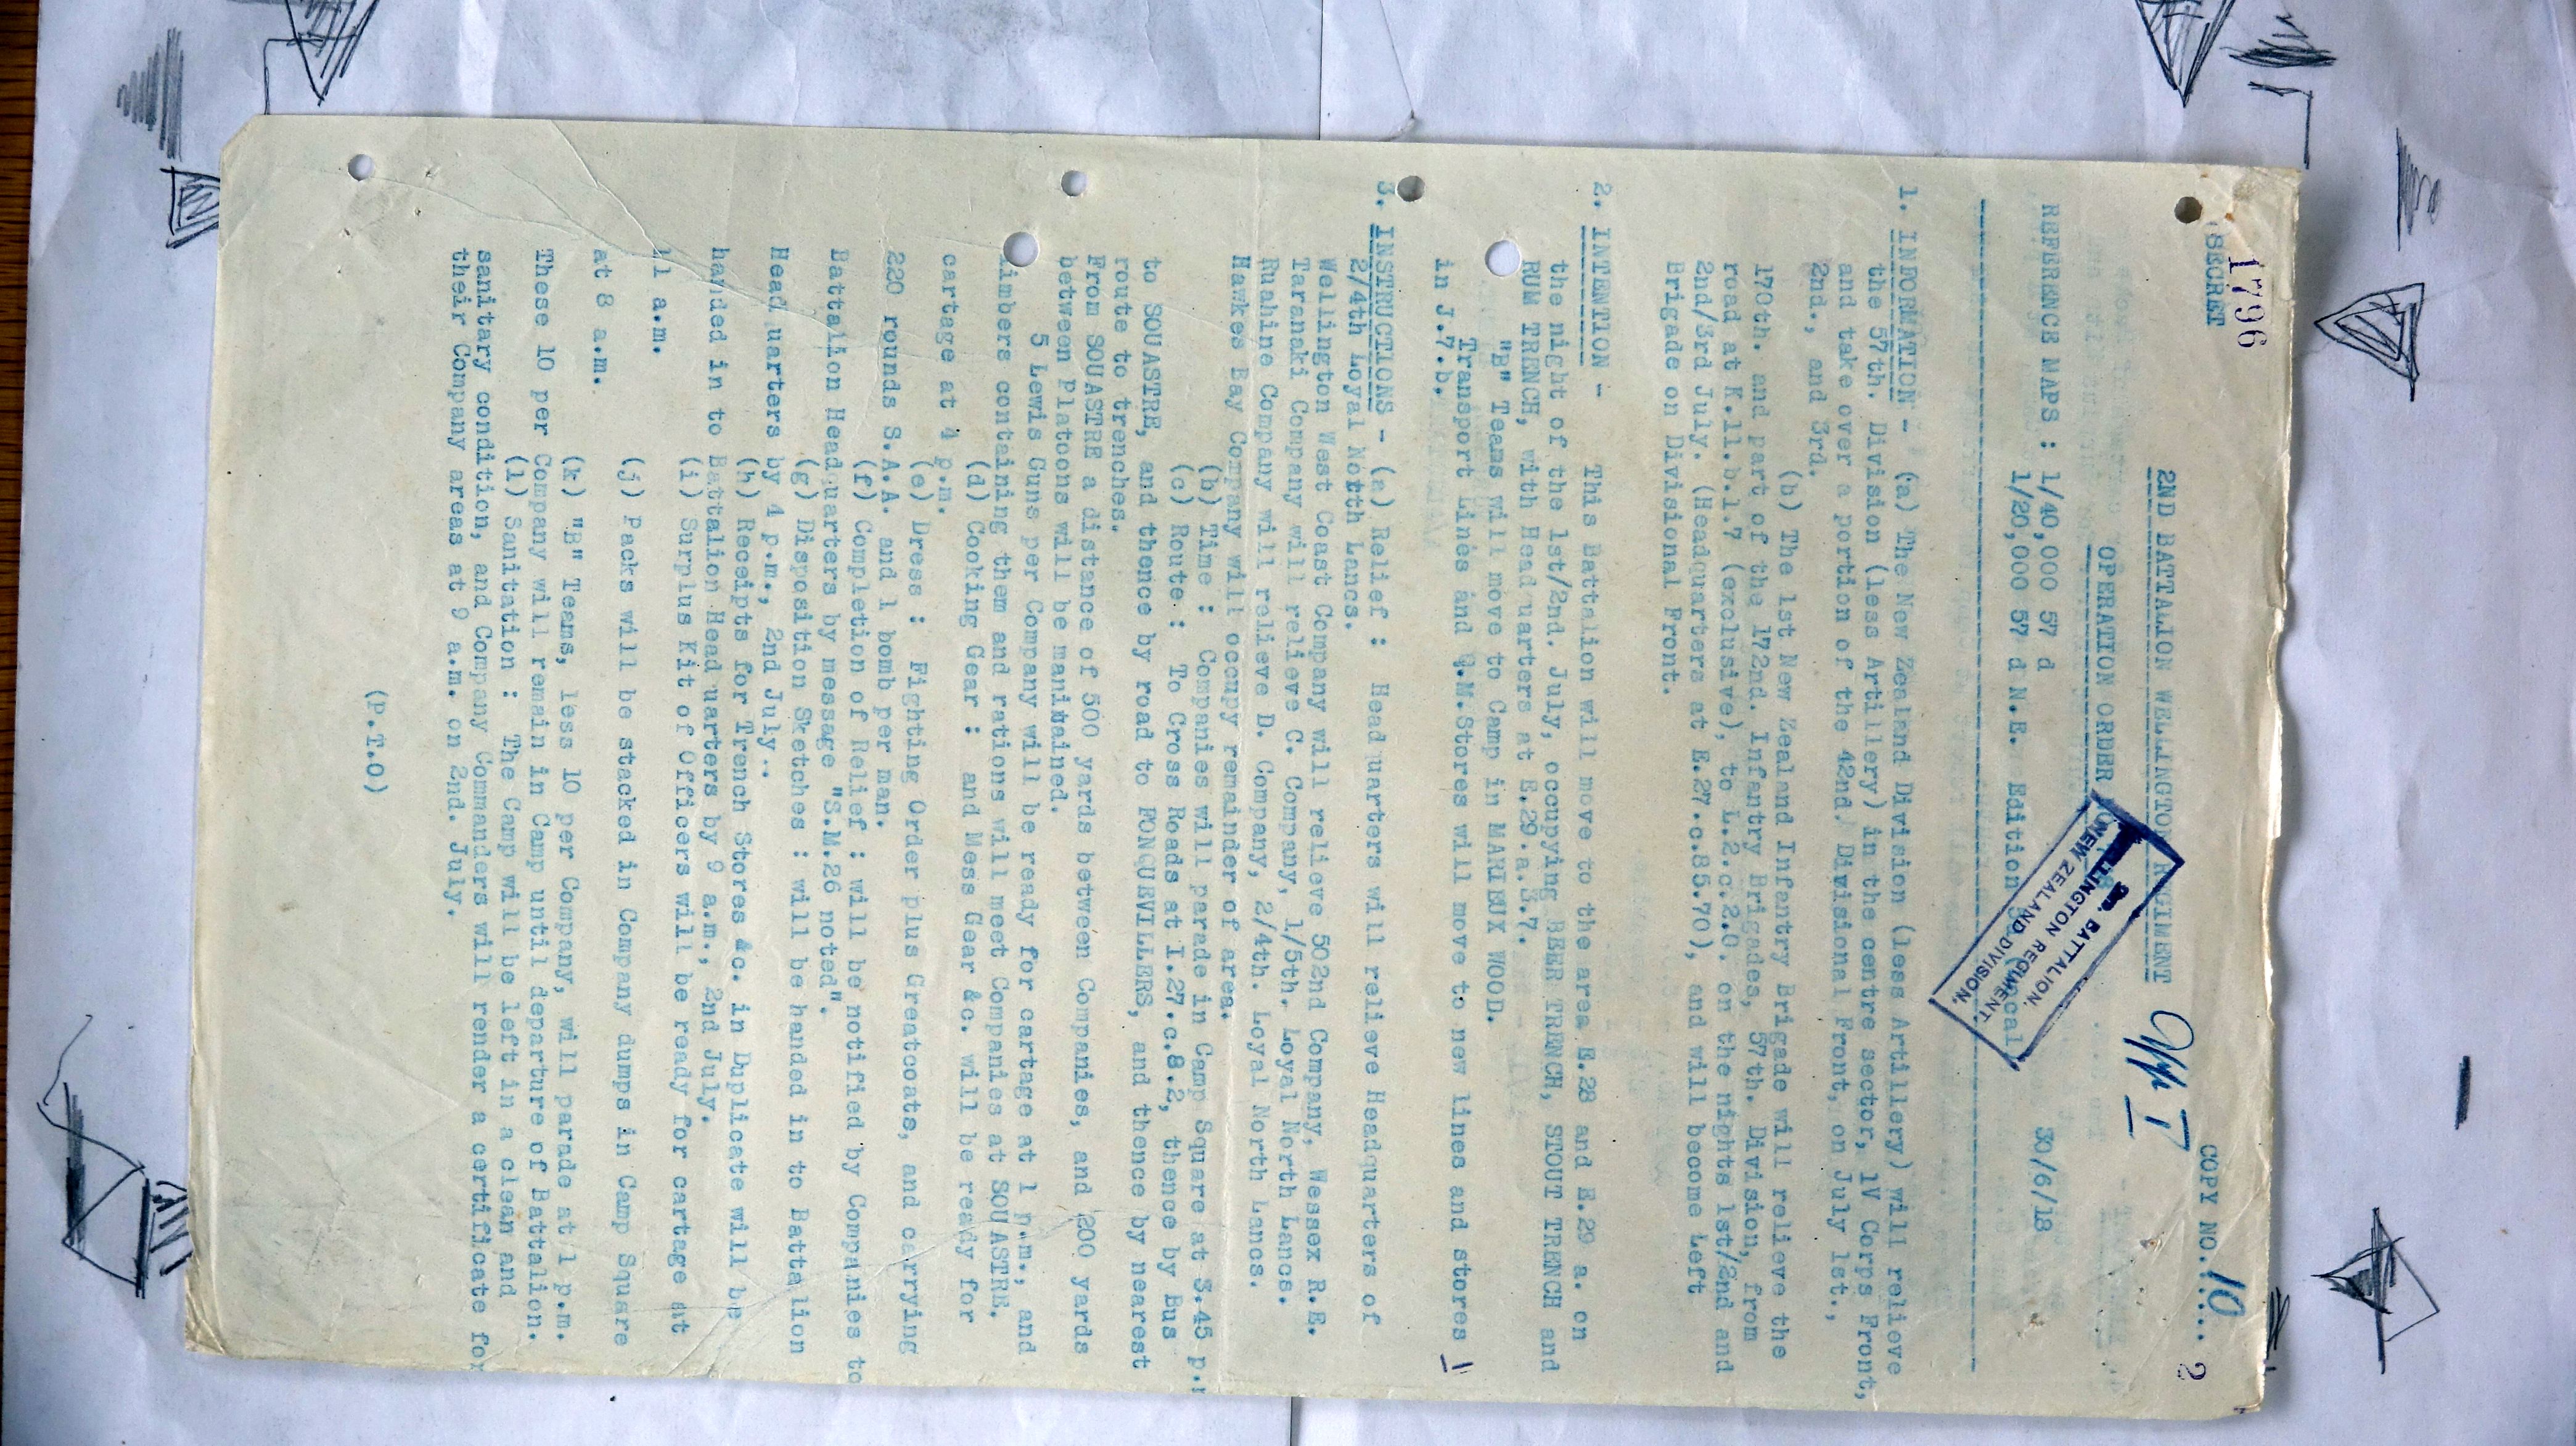 1796
SECRET
COPY NO..10... 2
2ND BATTALION WELLINGTON REGIMENT
App I
OPERATION ORDER
2nd. BATTALION.
WELLINGTON REGIMENT
NEW ZEALAND DIVISION.
REFERENCE MAPS : 1/40,000 57 d 30/6/18
1/20,000 57 d N.E. Edition
1. INFORMATION - (a) The New Zealand Division (less Artillery) will relieve
the 57th. Division (less Artillery) in the centre sector, 1V Corps Front,
and take over a portion of the 42nd. Divisional Front, on July 1st.,
2nd., and 3rd.
(b) The 1st New Zealand Infantry Brigade will relieve the
170th. and part of the 172nd. Infantry Brigades, 57th. Division, from
road at K.11.b.1.7 (exclusive), to L.2.c.2.0. on the nights 1st/2nd and
2nd/3rd July. (Headquarters at E.27.c.85.70), and will become Left
Brigade on Divisional Front.
2. INTENTION - This Battalion will move to the area E.28 and E.29 a. on
the night of the 1st/2nd. July, occupying BEER TRENCH, STOUT TRENCH and
RUM TRENCH, with Head uarters at E.29.a.3.7.
"B" Teams will move to Camp in MARIEUX WOOD.
Transport Lines and Q.M.Stores will move to new lines and stores
in J.7.b.
3. INSTRUCTIONS - (a) Relief : Head uarters will relieve Headquarters of
2/4th Loyal North Lancs.
Wellington West Coast Company will relieve 502nd Company, Wessex R.E.
Taranaki Company will relieve C. Company, 1/5th. Loyal North Lancs.
Ruahine Company will relieve D. Company, 2/4th. Loyal North Lancs.
Hawkes Bay Company will occupy remainder of area.
(b) Time : Companies will parade in Camp Square at 3.45 p.
(c) Route : To Cross Roads at I.27.c.8.2, thence by Bus
to SOUASTRE, and thence by road to FONQUEVILLERS, and thence by nearest
route to trenches.
From SOUASTRE a distance of 500 yards between Companies, and 200 yards
between Platoons will be manitained.
5 Lewis Guns per Company will be ready for cartage at 1 p.m., and
limbers containing them and rations will meet Companies at SOUASTRE.
(d) Cooking Gear : and Mess Gear &c. will be ready for
cartage at 4 p.m.
(e) Dress : Fighting Order plus Greatcoats, and carrying
220 rounds S.A.A. and 1 bomb per man.
(f) Completion of Relief : will be notified by Companies to
Battalion Head uarters by message "S.M.26 noted".
(g) Disposition Sketches : will be handed in to Battalion
Head uarters by 4 p.m., 2nd July..
(h) Receipts for Trench Stores &c. in Duplicate will be
handed in to Battalion Head uarters by 9 a.m., 2nd July.
(i) Surplus Kit of Officers will be ready for cartage at
11 a.m.
(j) Packs will be stacked in Company dumps in Camp Square
at 8 a.m.
(k) "B" Teams, less 10 per Company, will parade at 1 p.m.
These 10 per Company will remain in Camp until departure of Battalion.
(l) Sanitation : The Camp will be left in a clean and
sanitary condition, and Company Commanders will render a certificate for
their Company areas at 9 a.m. on 2nd. July.
(P.T.O)